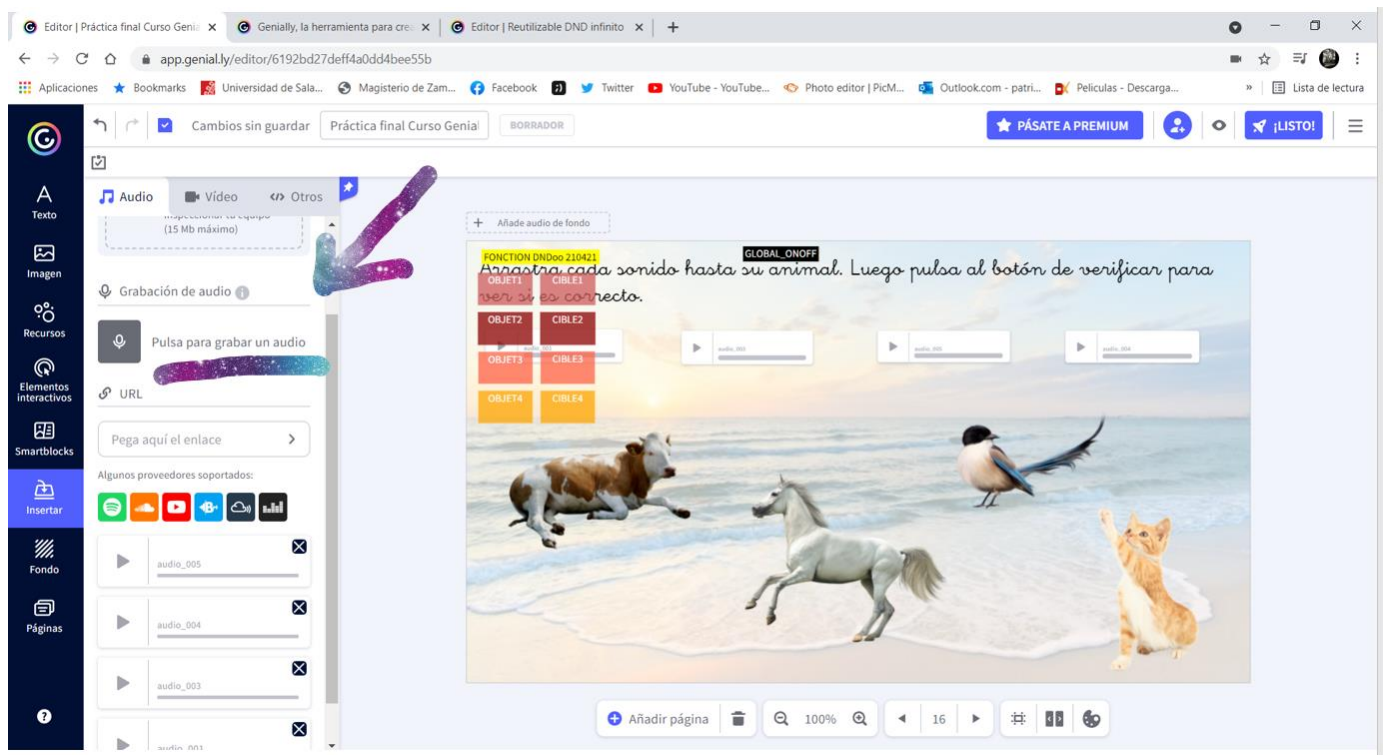 Editor | Práctica final Curso Genia
Genially, la herramienta para crea
Editor | Reutilizable DND infinito
app.genial.ly/editor/6192bd27deff4a0dd4bee55b
Aplicaciones
Bookmarks
Universidad de Sala...
Magisterio de Zam...
Facebook
Twitter
YouTube - YouTube...
Photo editor | PicM...
Outlook.com - patri...
Peliculas - Descarga...
»
Lista de lectura
Cambios sin guardar
Práctica final Curso Genial
BORRADOR
PÁSATE A PREMIUM
¡LISTO!
Texto
Imagen
Recursos
Elementos
interactivos
Smartblocks
Insertar
Fondo
Páginas
Audio
Vídeo
Otros
Inspeccionar tu equipo
(15 Mb máximo)
Grabación de audio
Pulsa para grabar un audio
URL
Pega aquí el enlace
Algunos proveedores soportados:
audio_005
audio_004
audio_003
audio_001
+ Añade audio de fondo
FONCTION DNDoo 210421
GLOBAL_ONOFF
Arrastra cada sonido hasta su animal. Luego pulsa al botón de verificar para
ver si es correcto.
OBJET1 CIBLE1
OBJET2 CIBLE2
OBJET3 CIBLE3
OBJET4 CIBLE4
audio_004
Añadir página
100%
16